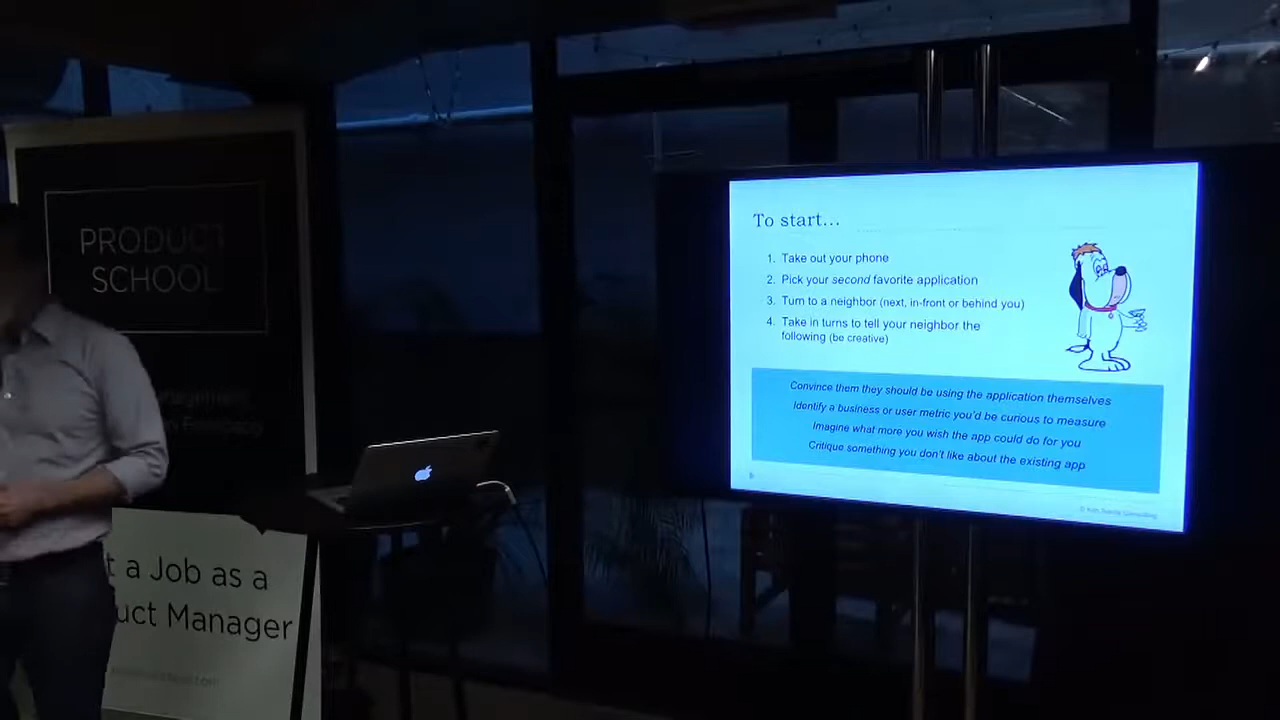 PRODUCT
SCHOOL
t a Job as a
uct Manager
To start...
1. Take out your phone
2. Pick your second favorite application
3. Turn to a neighbor (next, in-front or behind you)
4. Take in turns to tell your neighbor the
following (be creative)
Convince them they should be using the application themselves
Identify a business or user metric you'd be curious to measure
Imagine what more you wish the app could do for you
Critique something you don't like about the existing app